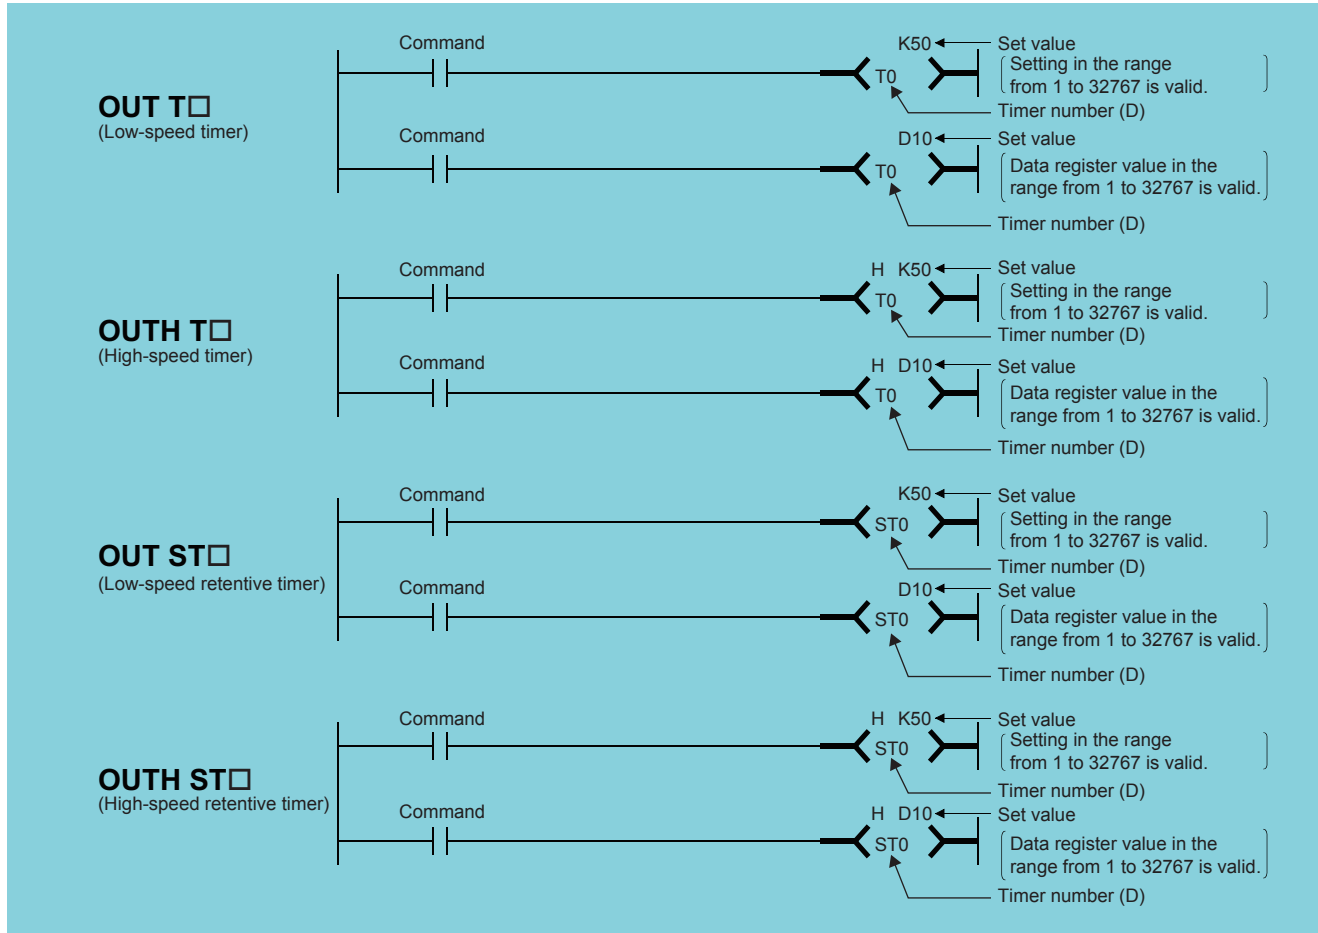 OUT T□
(Low-speed timer)
Command
K50
Set value
T0
Setting in the range
from 1 to 32767 is valid.
Timer number (D)
Command
D10
Set value
T0
Data register value in the
range from 1 to 32767 is valid.
Timer number (D)
OUTH T□
(High-speed timer)
Command
H K50
Set value
T0
Setting in the range
from 1 to 32767 is valid.
Timer number (D)
Command
H D10
Set value
T0
Data register value in the
range from 1 to 32767 is valid.
Timer number (D)
OUT ST□
(Low-speed retentive timer)
Command
K50
Set value
ST0
Setting in the range
from 1 to 32767 is valid.
Timer number (D)
Command
D10
Set value
ST0
Data register value in the
range from 1 to 32767 is valid.
Timer number (D)
OUTH ST□
(High-speed retentive timer)
Command
H K50
Set value
ST0
Setting in the range
from 1 to 32767 is valid.
Timer number (D)
Command
H D10
Set value
ST0
Data register value in the
range from 1 to 32767 is valid.
Timer number (D)